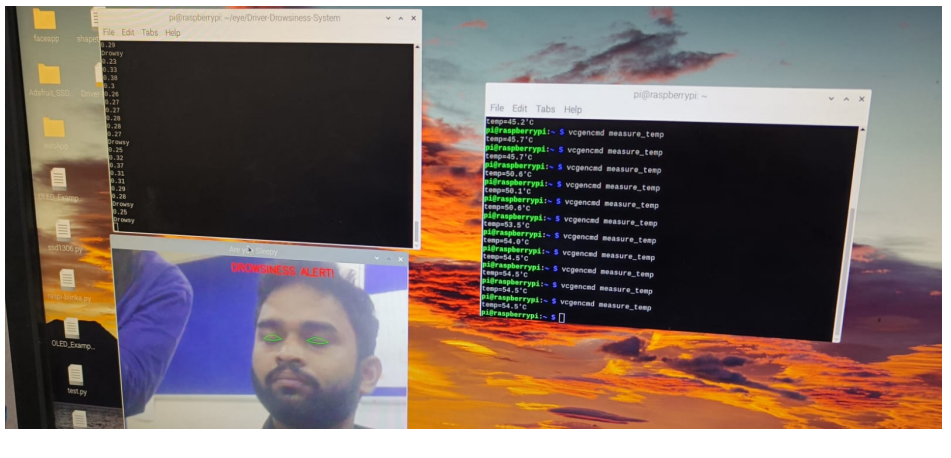 pi@raspberrypi: ~/eye/Driver-Drowsiness-System
File Edit Tabs Help
0.29
Drowsy
0.23
0.33
0.38
0.3
0.26
0.27
0.27
0.28
0.28
0.27
Drowsy
0.25
0.32
0.37
0.31
0.31
0.29
0.28
Drowsy
0.25
Drowsy
DROWSINESS ALERT!
pi@raspberrypi: ~
File Edit Tabs Help
temp=45.2'C
pi@raspberrypi:~ $ vcgencmd measure_temp
temp=45.7'C
pi@raspberrypi:~ $ vcgencmd measure_temp
temp=45.7'C
pi@raspberrypi:~ $ vcgencmd measure_temp
temp=50.6'C
pi@raspberrypi:~ $ vcgencmd measure_temp
temp=50.1'C
pi@raspberrypi:~ $ vcgencmd measure_temp
temp=50.6'C
pi@raspberrypi:~ $ vcgencmd measure_temp
temp=53.5'C
pi@raspberrypi:~ $ vcgencmd measure_temp
temp=54.0'C
pi@raspberrypi:~ $ vcgencmd measure_temp
temp=54.5'C
pi@raspberrypi:~ $ vcgencmd measure_temp
temp=54.5'C
pi@raspberrypi:~ $ vcgencmd measure_temp
temp=54.5'C
pi@raspberrypi:~ $ vcgencmd measure_temp
temp=54.5'C
pi@raspberrypi:~ $
facespp
Adafruit_SSD
OLED_Examp
ssd1306.py
OLED_Examp...
test.py